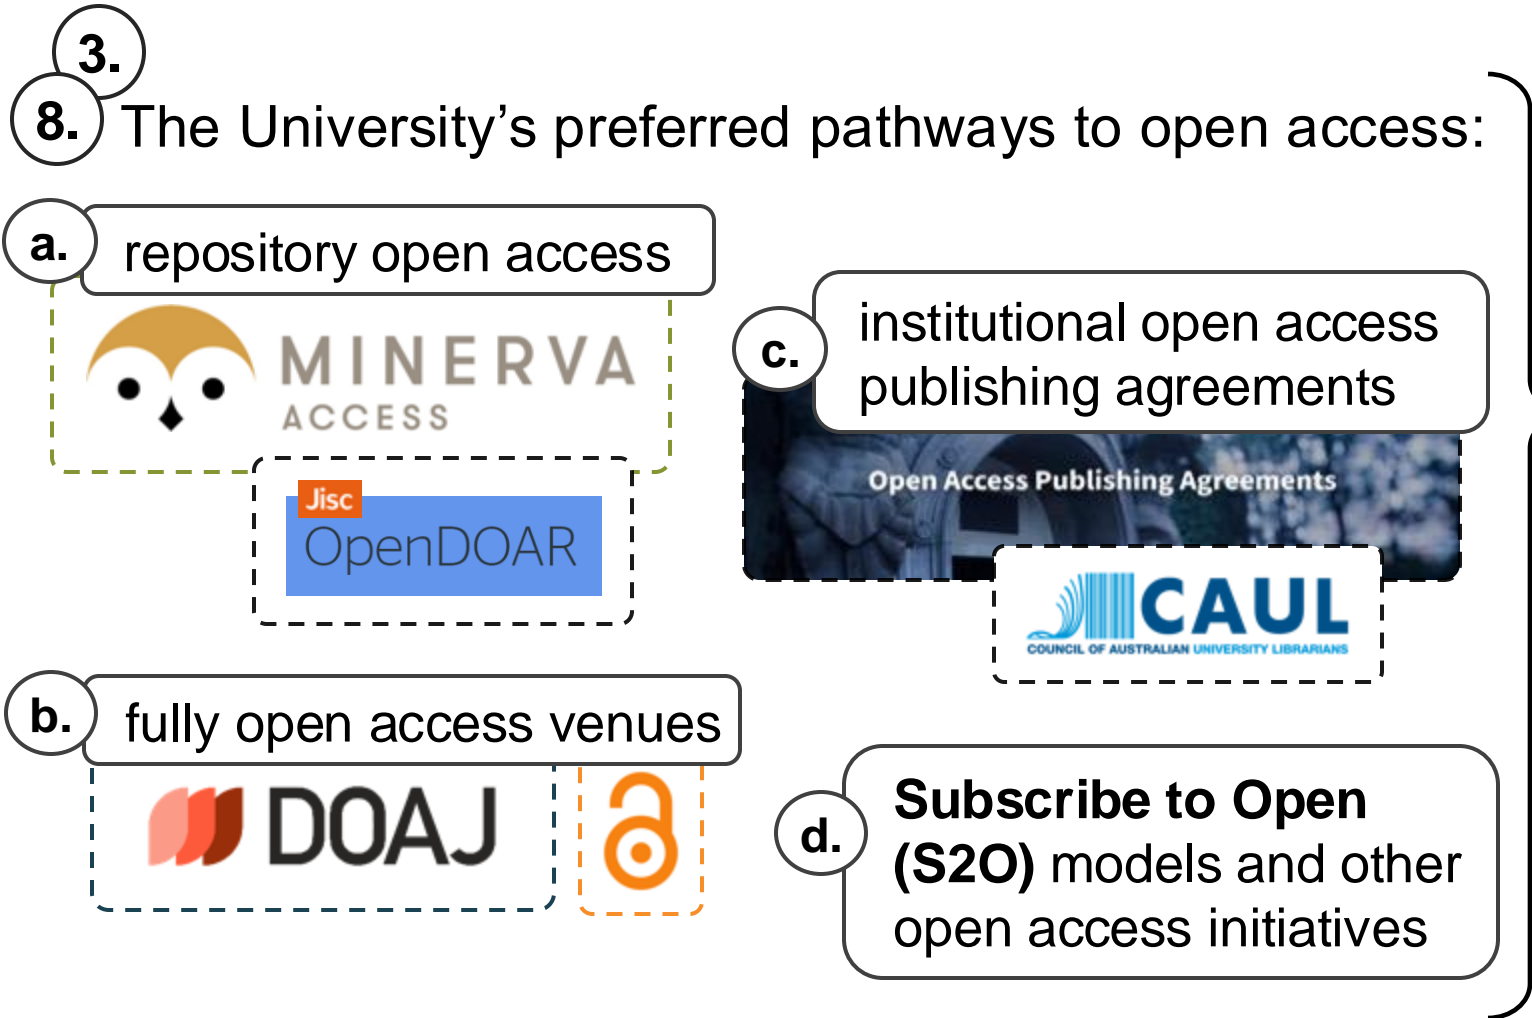 3.
8. The University's preferred pathways to open access:
a. repository open access
MINERVA
ACCESS
Jisc
OpenDOAR
b. fully open access venues
DOAJ
c. institutional open access
publishing agreements
Open Access Publishing Agreements
CAUL
COUNCIL OF AUSTRALIAN UNIVERSITY LIBRARIANS
d. Subscribe to Open
(S2O) models and other
open access initiatives